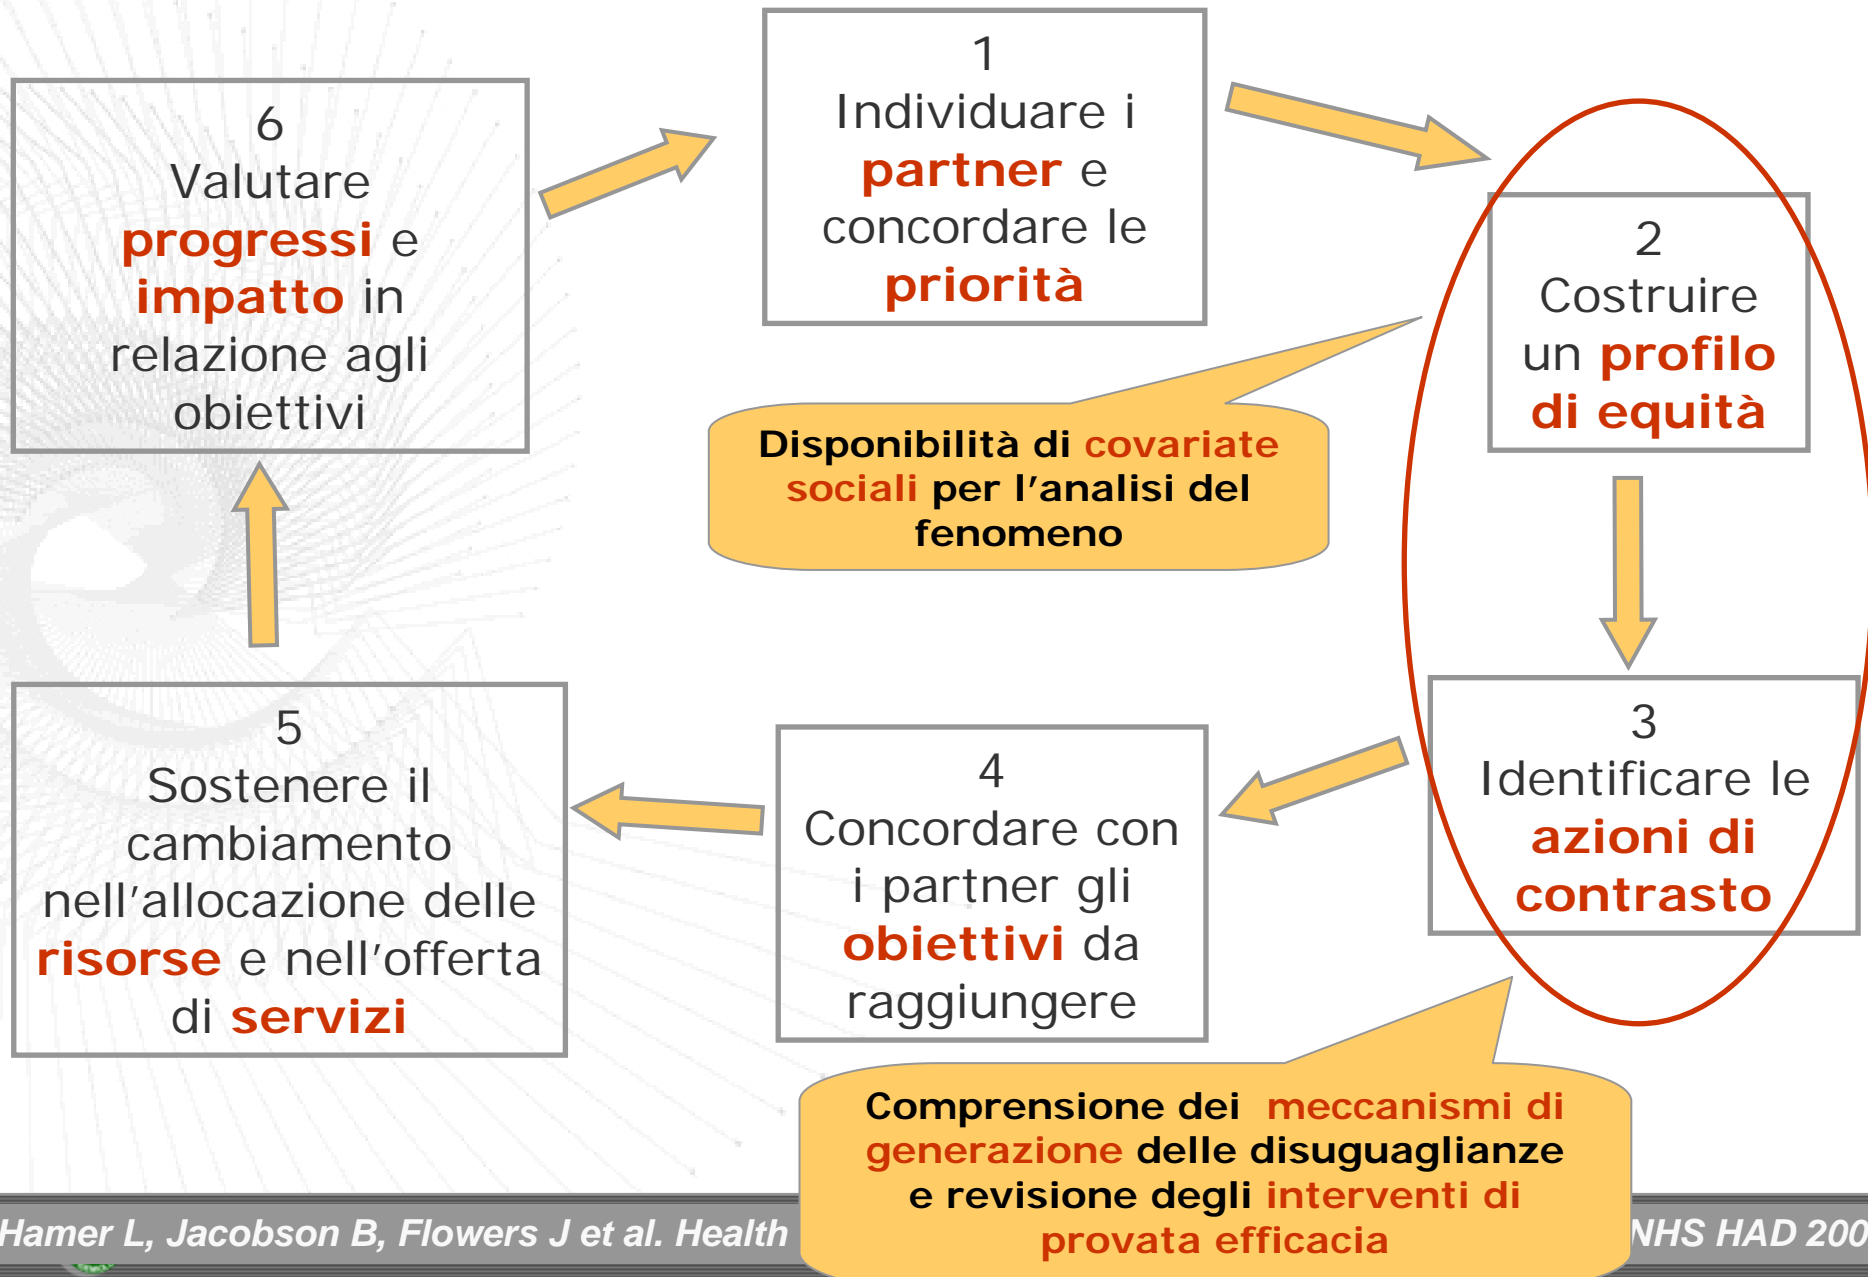 1
Individuare i
partner e
concordare le
priorità
2
Costruire
un profilo
di equità
3
Identificare le
azioni di
contrasto
4
Concordare con
i partner gli
obiettivi da
raggiungere
5
Sostenere il
cambiamento
nell'allocazione delle
risorse e nell'offerta
di servizi
6
Valutare
progressi e
impatto in
relazione agli
obiettivi
Disponibilità di covariate
sociali per l'analisi del
fenomeno
Comprensione dei meccanismi di
generazione delle disuguaglianze
e revisione degli interventi di
provata efficacia
Hamer L, Jacobson B, Flowers J et al. Health
NHS HAD 200